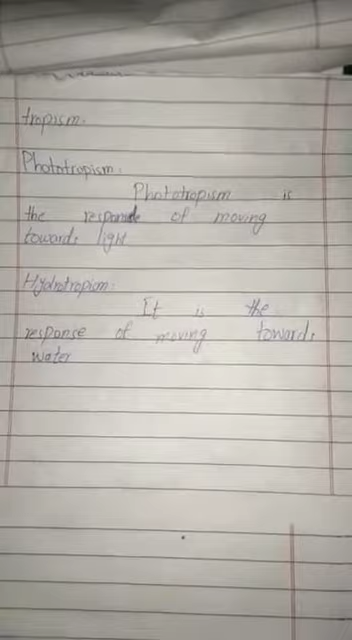 tropism.
Phototropism.
Phototropism is
the response of moving
towards light
Hydrotropism:
It is the
response of moving towards
water